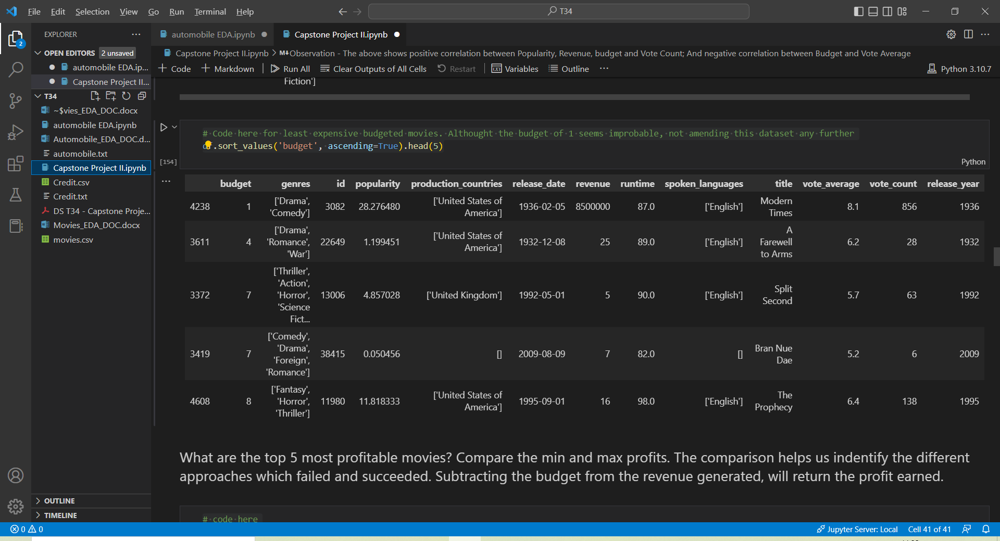 File Edit Selection View Go Run Terminal Help
T34
EXPLORER
automobile EDA.ipynb
Capstone Project II.ipynb
2
OPEN EDITORS 2 unsaved
automobile EDA.ip...
Capstone Project II...
T34
~$vies_EDA_DOC.docx
automobile EDA.ipynb
Automobile_EDA_DOC.d...
automobile.txt
Capstone Project II.ipynb
Credit.csv
Credit.txt
DS T34 - Capstone Proje...
Movies_EDA_DOC.docx
movies.csv
OUTLINE
TIMELINE
Capstone Project II.ipynb > M↓Observation - The above shows positive correlation between Popularity, Revenue, budget and Vote Count; And negative correlation between Budget and Vote Average
+ Code + Markdown Run All Clear Outputs of All Cells Restart Variables Outline ... Python 3.10.7
Fiction']
# Code here for least expensive budgeted movies. Althought the budget of 1 seems improbable, not amending this dataset any further
.sort_values('budget', ascending=True).head(5)
[154]
Python
budget genres id popularity production_countries release_date revenue runtime spoken_languages title vote_average vote_count release_year
4238 1 ['Drama', 'Comedy'] 3082 28.276480 ['United States of America'] 1936-02-05 8500000 87.0 ['English'] Modern Times 8.1 856 1936
3611 4 ['Drama', 'Romance', 'War'] 22649 1.199451 ['United States of America'] 1932-12-08 25 89.0 ['English'] A Farewell to Arms 6.2 28 1932
3372 7 ['Thriller', 'Action', 'Horror', 'Science Fict... 13006 4.857028 ['United Kingdom'] 1992-05-01 5 90.0 ['English'] Split Second 5.7 63 1992
3419 7 ['Comedy', 'Drama', 'Foreign', 'Romance'] 38415 0.050456 [] 2009-08-09 7 82.0 [] Bran Nue Dae 5.2 6 2009
4608 8 ['Fantasy', 'Horror', 'Thriller'] 11980 11.818333 ['United States of America'] 1995-09-01 16 98.0 ['English'] The Prophecy 6.4 138 1995
What are the top 5 most profitable movies? Compare the min and max profits. The comparison helps us indentify the different
approaches which failed and succeeded. Subtracting the budget from the revenue generated, will return the profit earned.
# code here
0 0
Jupyter Server: Local Cell 41 of 41